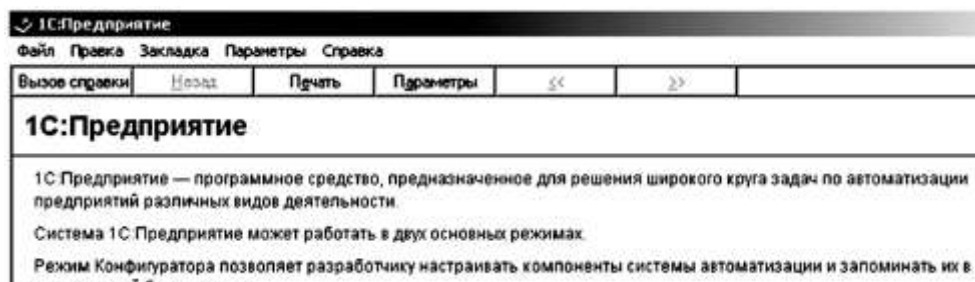 1С:Предприятие
Файл Правка Закладка Параметры Справка
Вызов справки Назад Печать Параметры << >>
1С:Предприятие
1С:Предприятие — программное средство, предназначенное для решения широкого круга задач по автоматизации
предприятий различных видов деятельности.
Система 1С:Предприятие может работать в двух основных режимах.
Режим Конфигуратора позволяет разработчику настраивать компоненты системы автоматизации и запоминать их в